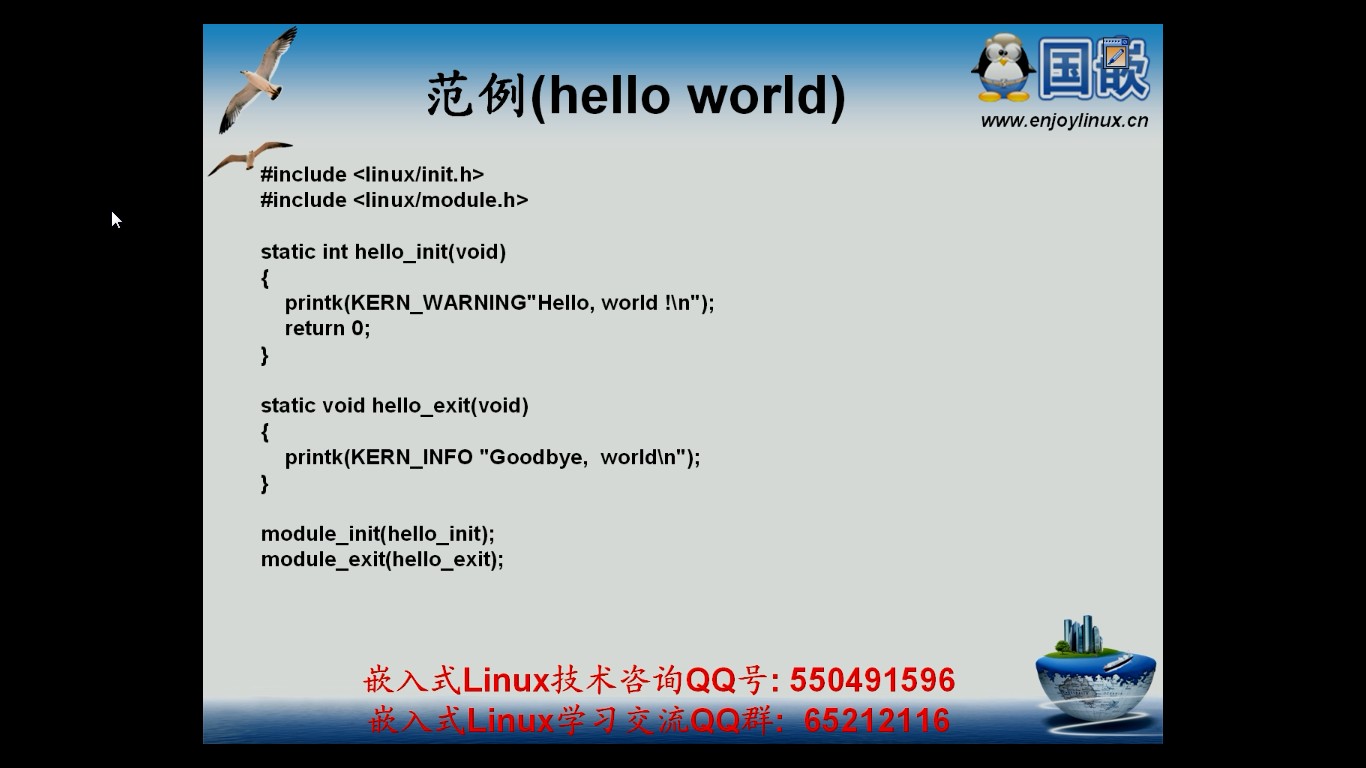 范例(hello world)
国嵌
www.enjoylinux.cn
#include <linux/init.h>
#include <linux/module.h>
static int hello_init(void)
{
printk(KERN_WARNING"Hello, world !\n");
return 0;
}
static void hello_exit(void)
{
printk(KERN_INFO "Goodbye,  world\n");
}
module_init(hello_init);
module_exit(hello_exit);
嵌入式Linux技术咨询QQ号: 550491596
嵌入式Linux学习交流QQ群:  65212116